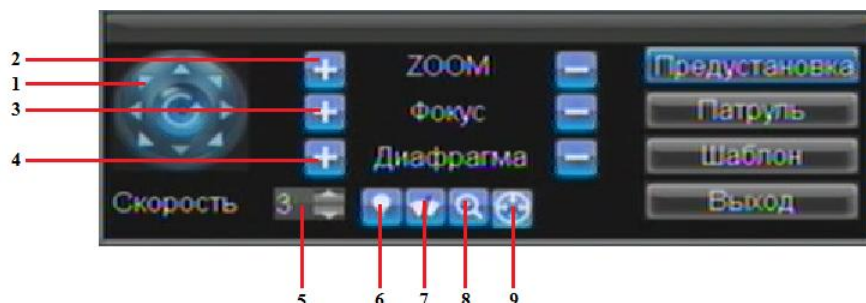 2 ZOOM Предустановка
1
3 Фокус Патруль
4 Диафрагма Шаблон
Скорость 3 Выход
5 6 7 8 9